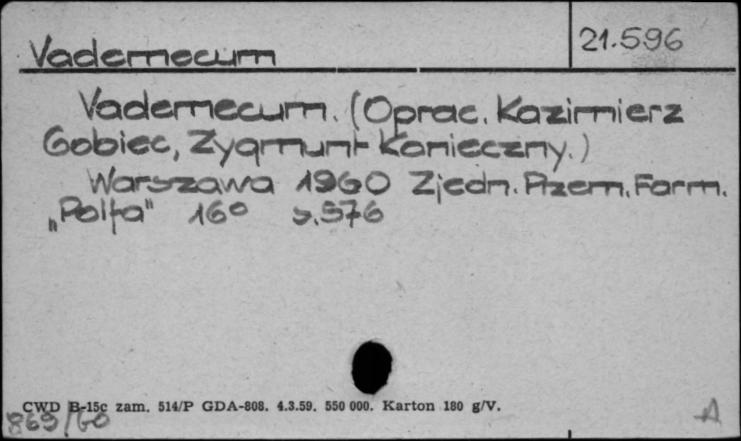 Vademecum
21.596
Vademecum. (Oprac. Kazimierz
Gobiec, Zygmunt Konieczny.)
Warszawa 1960 Zjedn. Przem. Farm.
„Polfa" 16° s. 576
CWD B-15c zam. 514/P GDA-808. 4.3.59. 550 000. Karton 180 g/V.
869/60
A